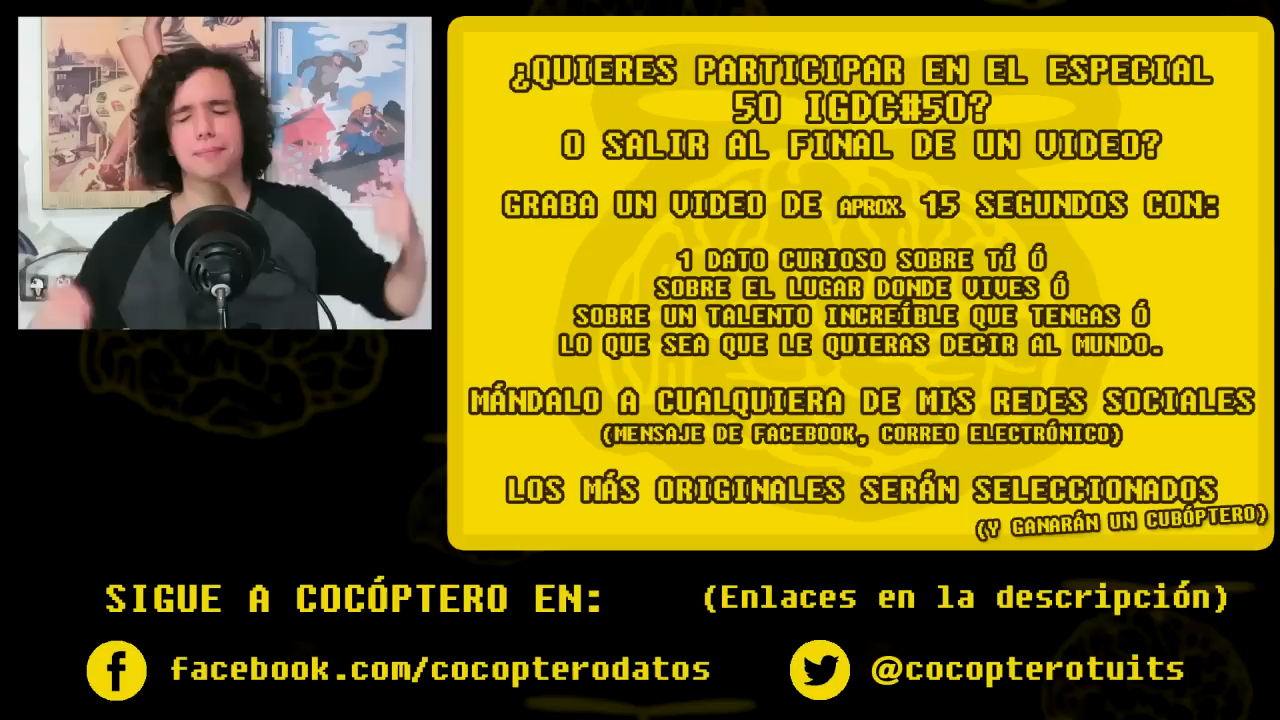 ¿QUIERES PARTICIPAR EN EL ESPECIAL
50 IGDC#50?
O SALIR AL FINAL DE UN VIDEO?
GRABA UN VIDEO DE APROX. 15 SEGUNDOS CON:
1 DATO CURIOSO SOBRE TÍ Ó
SOBRE EL LUGAR DONDE VIVES Ó
SOBRE UN TALENTO INCREÍBLE QUE TENGAS Ó
LO QUE SEA QUE LE QUIERAS DECIR AL MUNDO.
MÁNDALO A CUALQUIERA DE MIS REDES SOCIALES
(MENSAJE DE FACEBOOK, CORREO ELECTRÓNICO)
LOS MÁS ORIGINALES SERÁN SELECCIONADOS
(Y GANARÁN UN CUBÓPTERO)
SIGUE A COCÓPTERO EN:
(Enlaces en la descripción)
facebook.com/cocopterodatos
@cocopterotuits